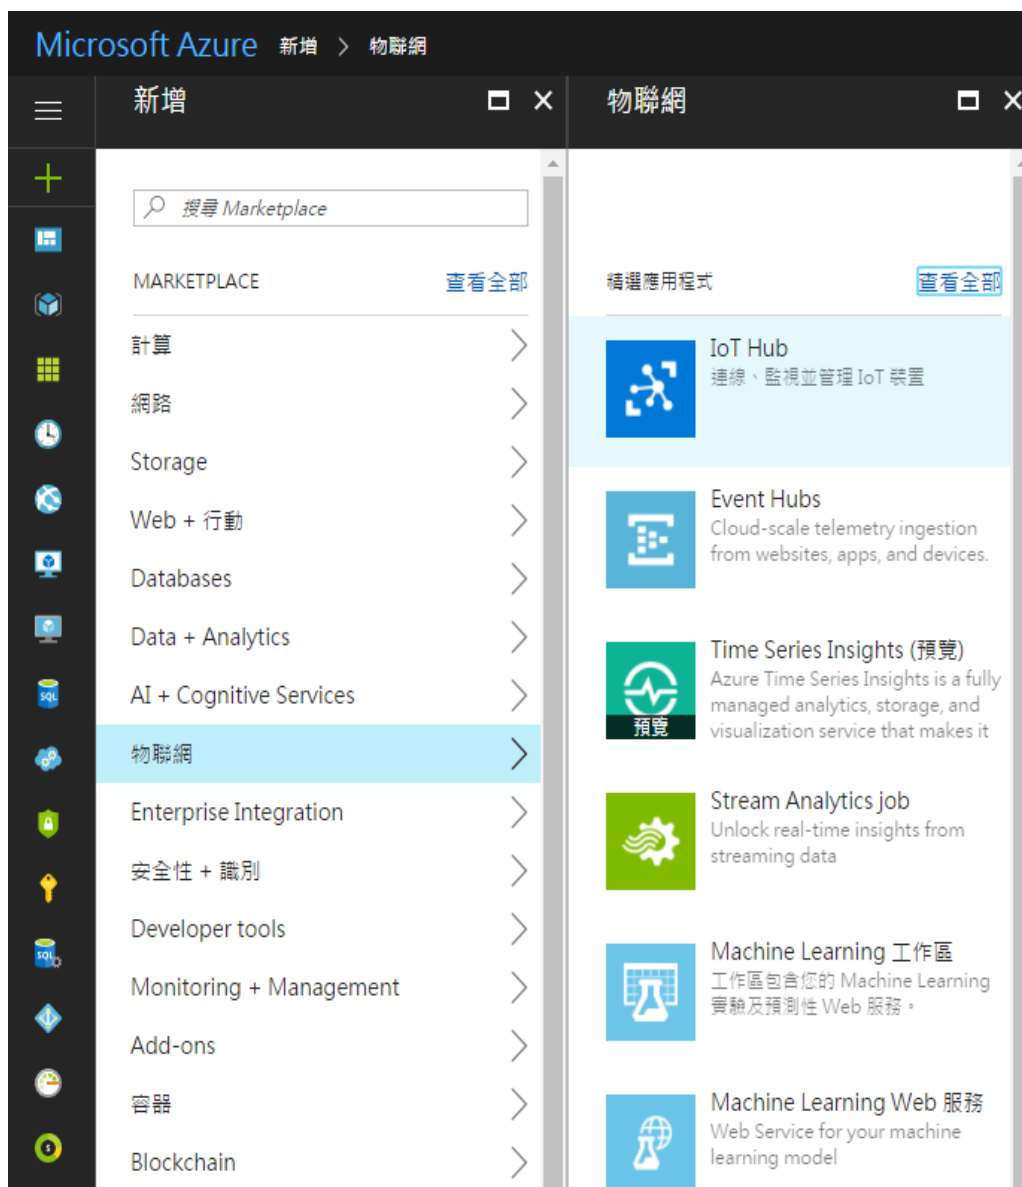 Microsoft Azure 新增 > 物聯網
新增
搜尋 Marketplace
MARKETPLACE 查看全部
計算
網路
Storage
Web + 行動
Databases
Data + Analytics
AI + Cognitive Services
物聯網
Enterprise Integration
安全性 + 識別
Developer tools
Monitoring + Management
Add-ons
容器
Blockchain
物聯網
精選應用程式 查看全部
IoT Hub
連線、監視並管理 IoT 裝置
Event Hubs
Cloud-scale telemetry ingestion
from websites, apps, and devices.
Time Series Insights (預覽)
Azure Time Series Insights is a fully
managed analytics, storage, and
visualization service that makes it
預覽
Stream Analytics job
Unlock real-time insights from
streaming data
Machine Learning 工作區
工作區包含您的 Machine Learning
實驗及預測性 Web 服務。
Machine Learning Web 服務
Web Service for your machine
learning model
SQL
SQL